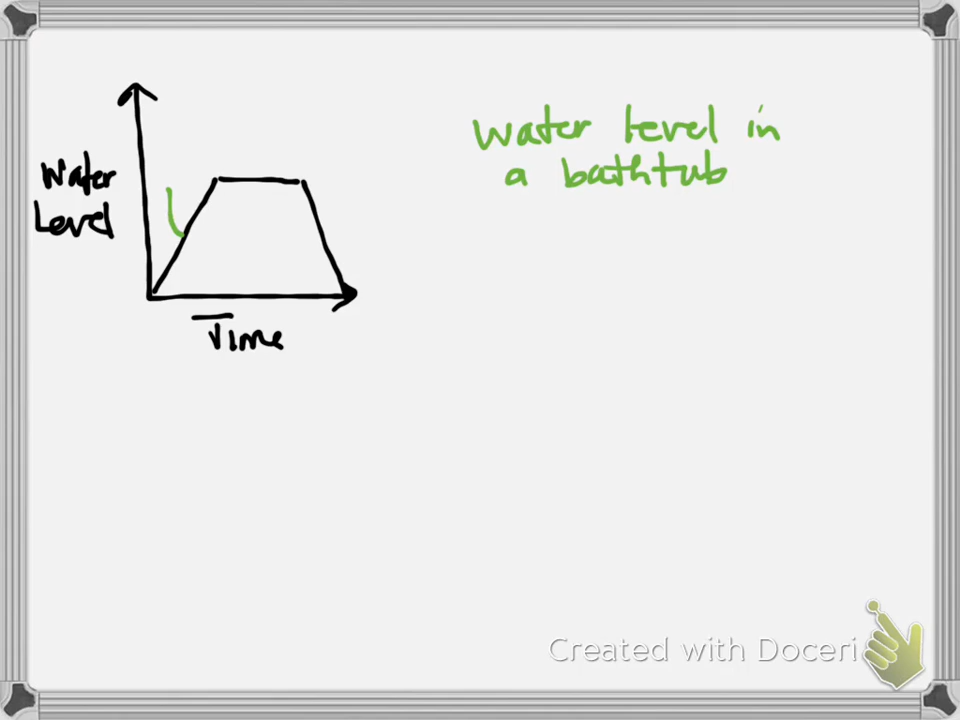 Water
Level
Time
Water level in
a bathtub
Created with Doceri